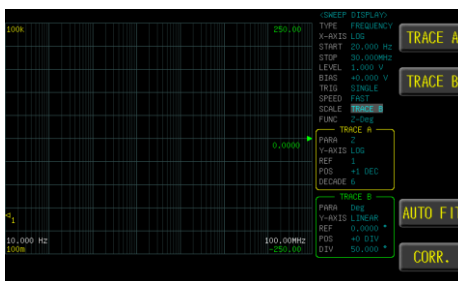 <SWEEP DISPLAY>
TYPE FREQUENCY
X-AXIS LOG
START 20.000 Hz
STOP 30.000MHz
LEVEL 1.000 V
BIAS +0.000 V
TRIG SINGLE
SPEED FAST
SCALE TRACE B
FUNC Z-Deg
TRACE A
PARA Z
Y-AXIS LOG
REF 1
POS +1 DEC
DECADE 6
TRACE B
PARA Deg
Y-AXIS LINEAR
REF 0.0000 °
POS +0 DIV
DIV 50.000 °
100k
250.00
0.0000
1
10.000 Hz
100.00MHz
100m
-250.00
TRACE A
TRACE B
AUTO FIT
CORR.